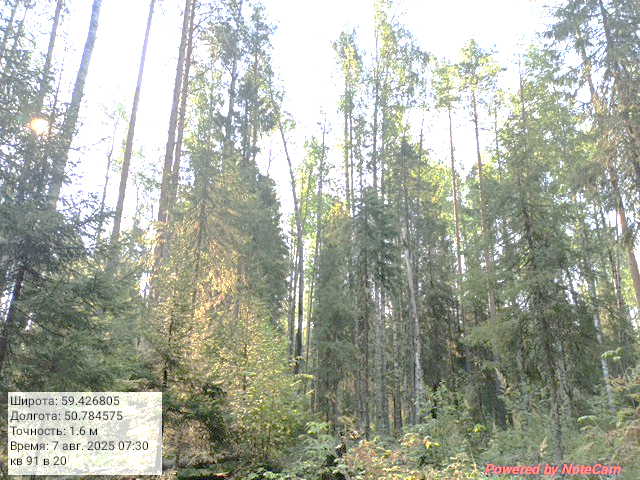 Широта: 59.426805
Долгота: 50.784575
Точность: 1.6 м
Время: 7 авг. 2025 07:30
кв 91 в 20
Powered by NoteCam